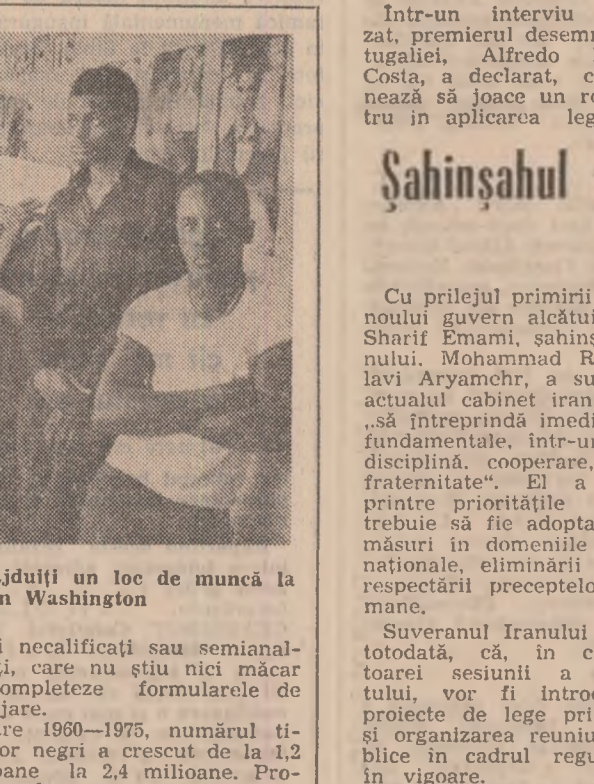 jduiți un loc de muncă la
n Washington
i necalificați sau semianal-
ți, care nu știu nici măcar
ompleteze formularele de
jare.
re 1960—1975, numărul ti-
or negri a crescut de la 1,2
oane la 2,4 milioane. Pro-
Într-un interviu
zat, premierul desemn
tugaliei, Alfredo
Costa, a declarat, c
nează să joace un ro
tru in aplicarea leg
Șahinșahul
Cu prilejul primirii
noului guvern alcătui
Sharif Emami, șahinș
nului, Mohammad R
lavi Aryamehr, a su
actualul cabinet iran
„să întreprindă imedi
fundamentale, într-un
disciplină. cooperare,
fraternitate“. El a
printre prioritățile
trebuie să fie adopta
măsuri în domeniile
naționale, eliminării
respectării preceptelo
mane.
Suveranul Iranului
totodată, că, în c
toarei sesiunii a
tului, vor fi introd
proiecte de lege pri
și organizarea reuniu
blice în cadrul regu
în vigoare.